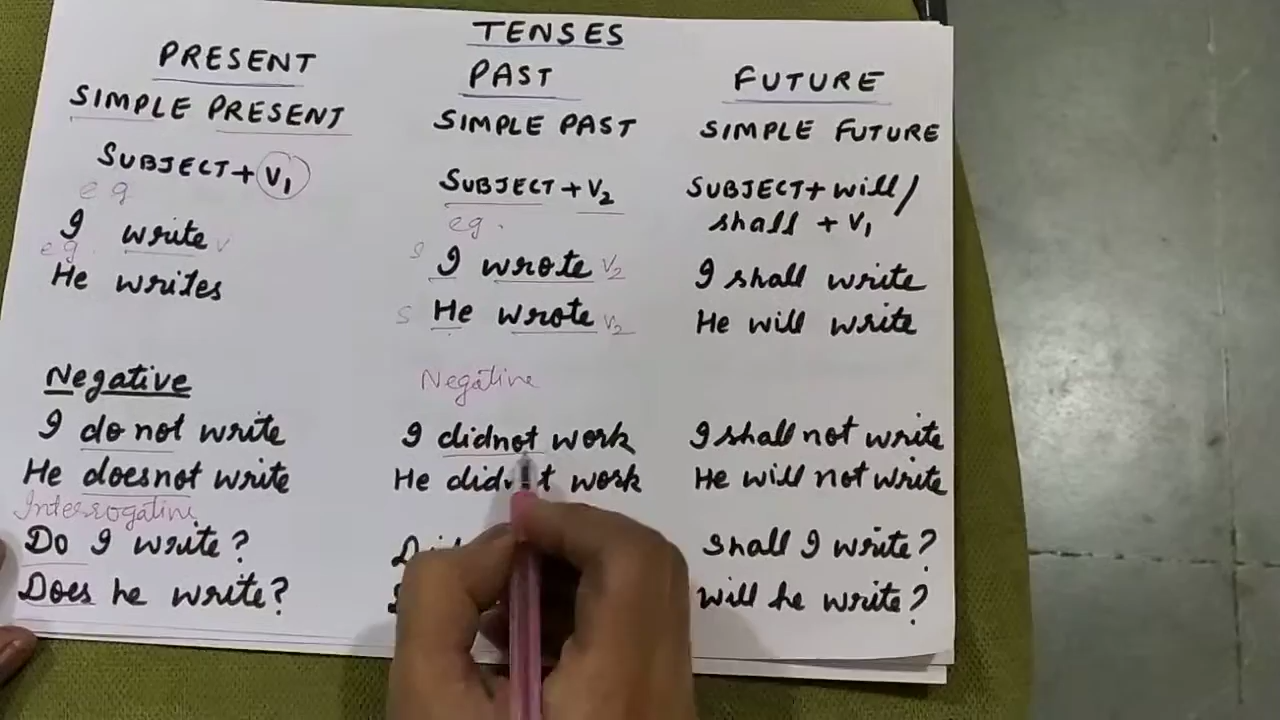 TENSES
PRESENT
SIMPLE PRESENT
SUBJECT + V1
eg
I write v
eg.
He writes
Negative
I do not write
He doesnot write
Interrogative
Do I write?
Does he write?
PAST
SIMPLE PAST
SUBJECT + V2
eg.
S I wrote V2
S He wrote V2
Negative
I didnot work
He work
FUTURE
SIMPLE FUTURE
SUBJECT + will/
shall + V1
I shall write
He will write
I shall not write
He will not write
Shall I write?
will he write?